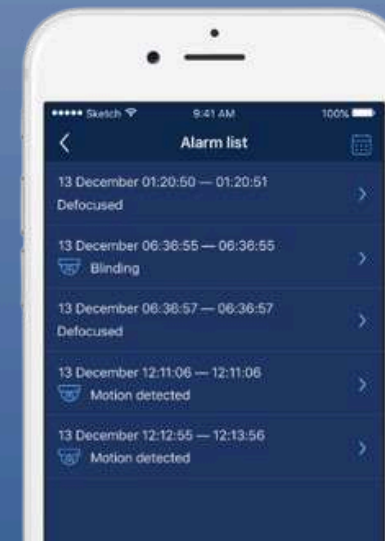 Sketch 9:41 AM 100%
Alarm list
13 December 01:20:50 — 01:20:51
Defocused
13 December 06:36:55 — 06:36:55
Blinding
13 December 06:36:57 — 06:36:57
Defocused
13 December 12:11:06 — 12:11:06
Motion detected
13 December 12:12:55 — 12:13:56
Motion detected